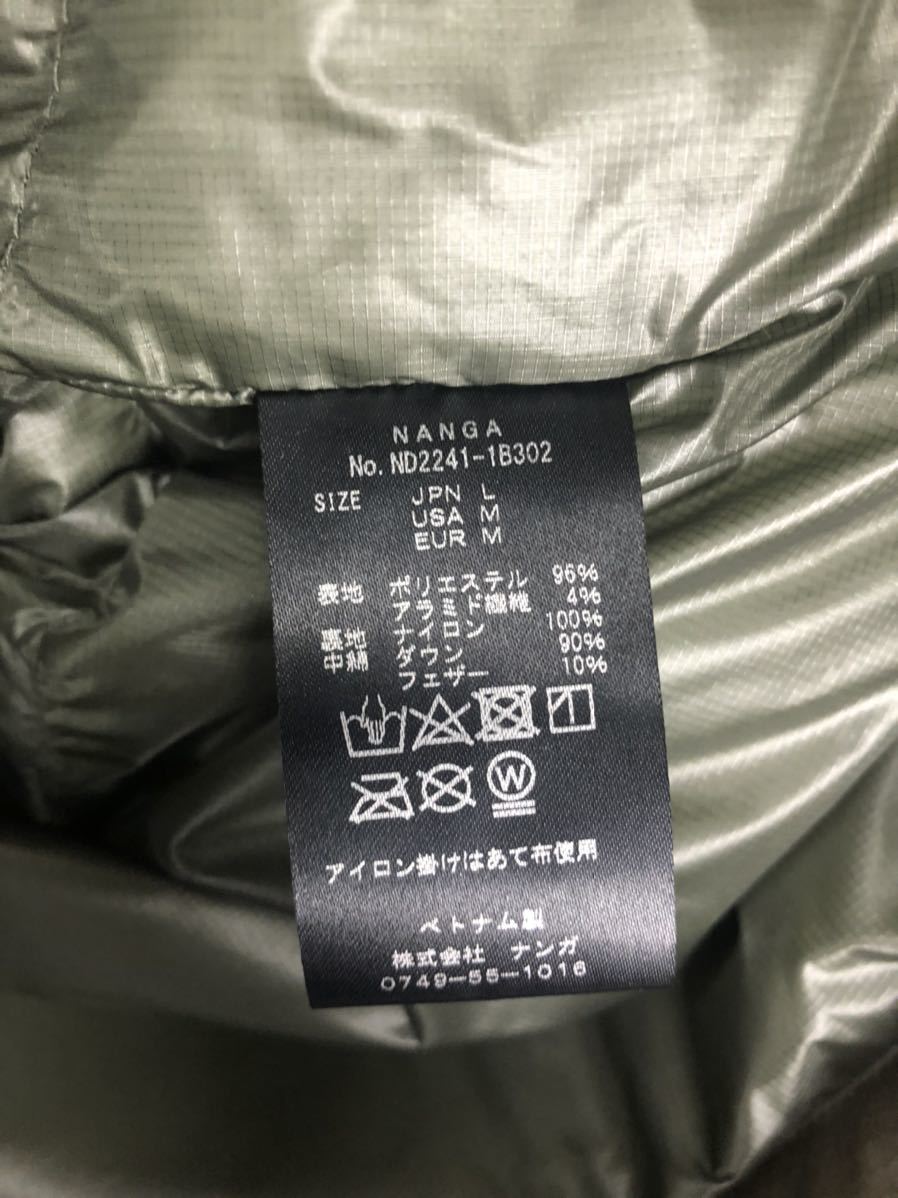 NANGA
No. ND2241-1B302
SIZE JPN L
USA M
EUR M
表地 ポリエステル 96%
アラミド繊維 4%
裏地 ナイロン 100%
中綿 ダウン 90%
フェザー 10%
W
アイロン掛けはあて布使用
ベトナム製
株式会社 ナンガ
0749-55-1016